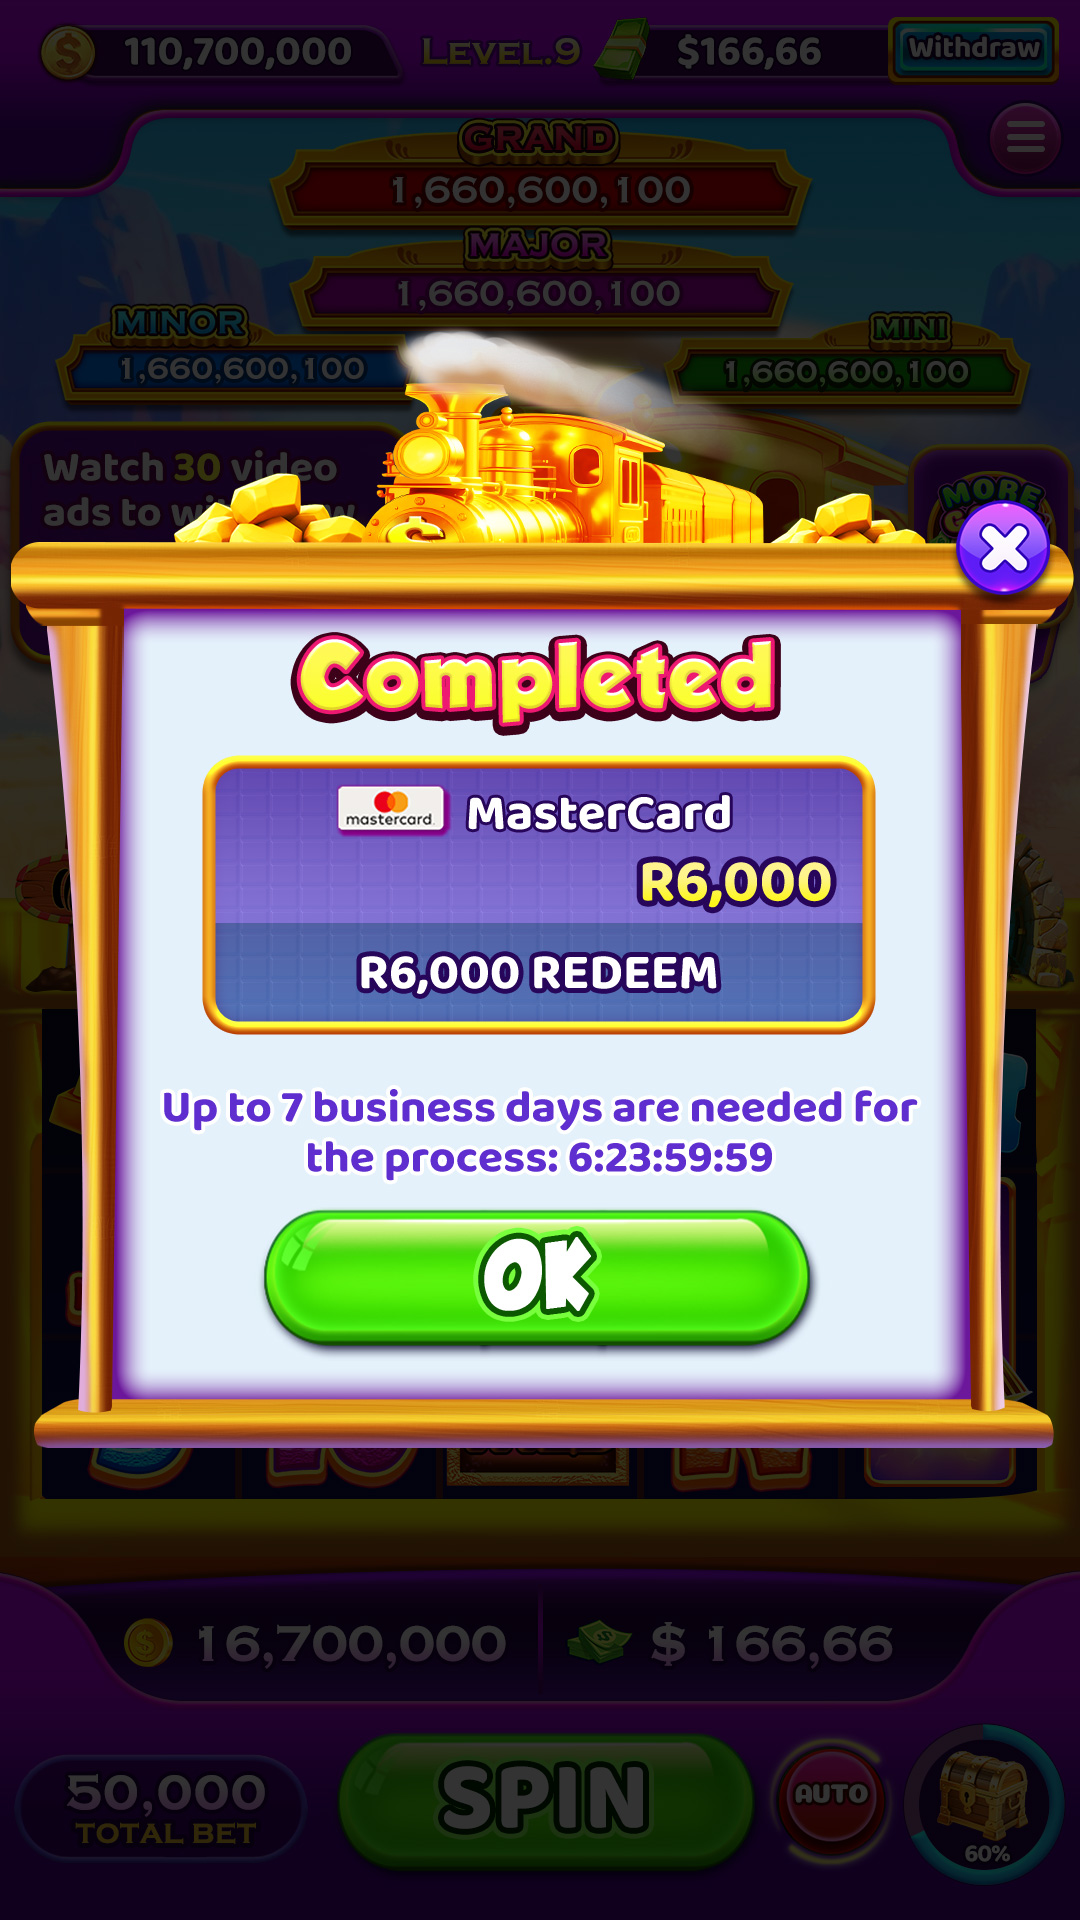 110,700,000
LEVEL.9
$166,66
Withdraw
GRAND
1,660,600,100
MAJOR
1,660,600,100
MINOR
1,660,600,100
MINI
1,660,600,100
Watch 30 video
ads to
MORE
Completed
mastercard
MasterCard
R6,000
R6,000 REDEEM
Up to 7 business days are needed for
the process: 6:23:59:59
OK
16,700,000
$ 166,66
50,000
TOTAL BET
SPIN
AUTO
60%